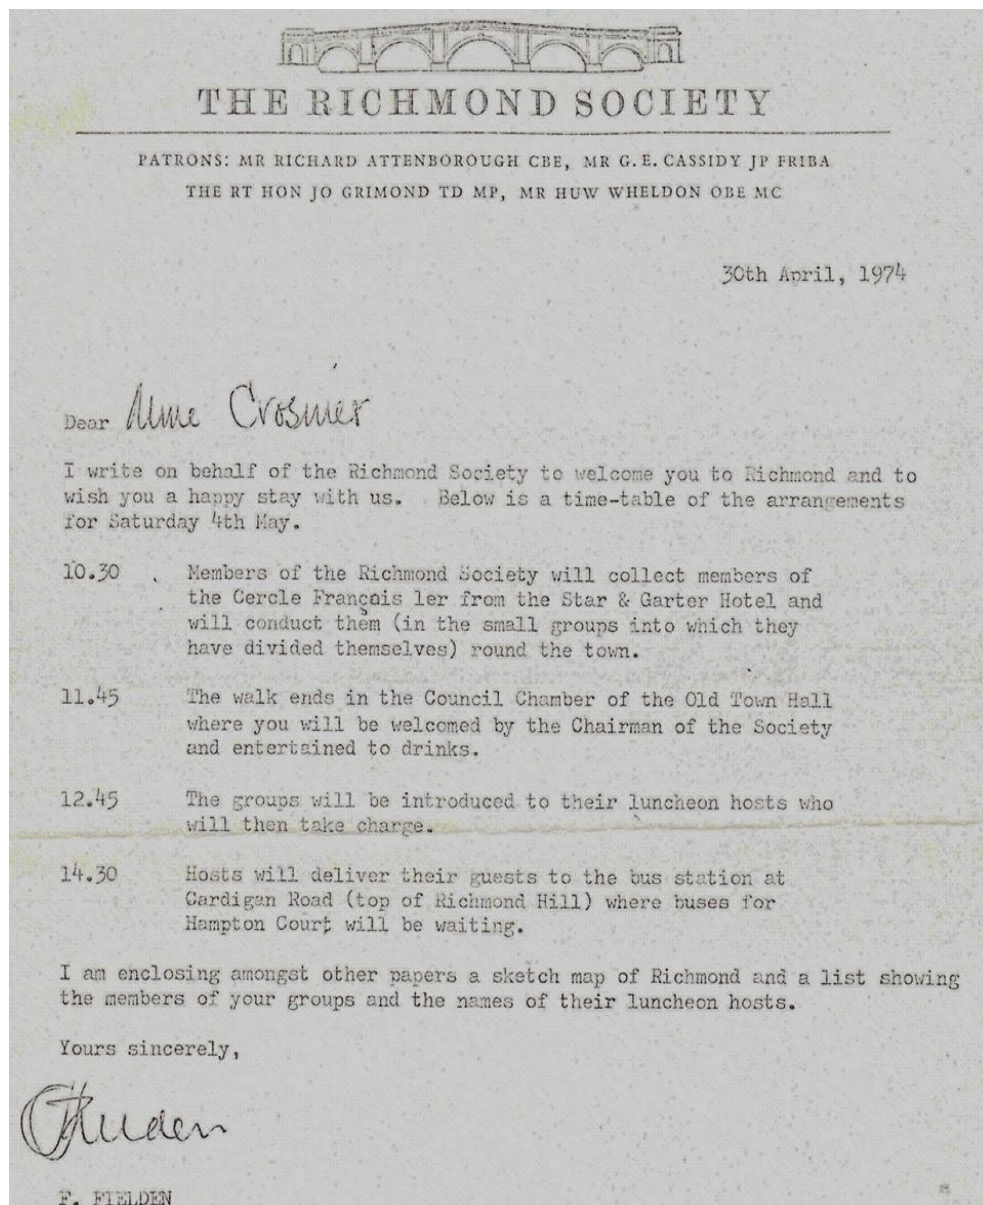 THE RICHMOND SOCIETY
PATRONS: MR RICHARD ATTENBOROUGH CBE, MR G. E. CASSIDY JP FRIBA
THE RT HON JO GRIMOND TD MP, MR HUW WHELDON OBE MC
30th April, 1974
Dear Mme Crosnier
I write on behalf of the Richmond Society to welcome you to Richmond and to
wish you a happy stay with us. Below is a time-table of the arrangements
for Saturday 4th May.
10.30 Members of the Richmond Society will collect members of
the Cercle Français 1er from the Star & Garter Hotel and
will conduct them (in the small groups into which they
have divided themselves) round the town.
11.45 The walk ends in the Council Chamber of the Old Town Hall
where you will be welcomed by the Chairman of the Society
and entertained to drinks.
12.45 The groups will be introduced to their luncheon hosts who
will then take charge.
14.30 Hosts will deliver their guests to the bus station at
Cardigan Road (top of Richmond Hill) where buses for
Hampton Court will be waiting.
I am enclosing amongst other papers a sketch map of Richmond and a list showing
the members of your groups and the names of their luncheon hosts.
Yours sincerely,
F. FIELDEN